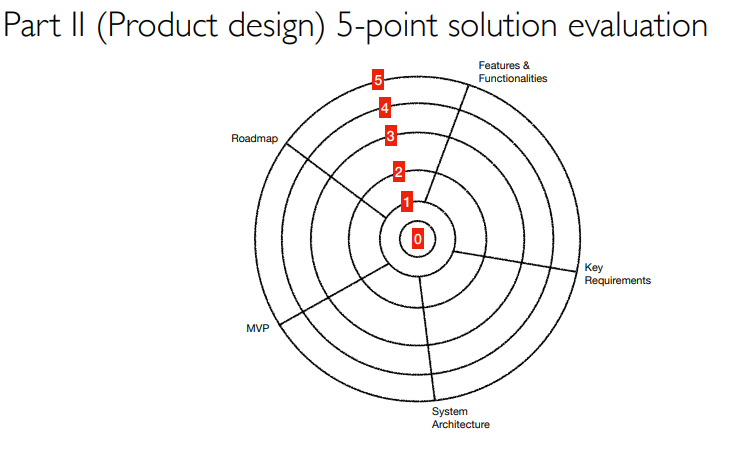 Part II (Product design) 5-point solution evaluation
Features &
Functionalities
5
4
3
Roadmap
2
1
0
Key
Requirements
MVP
System
Architecture